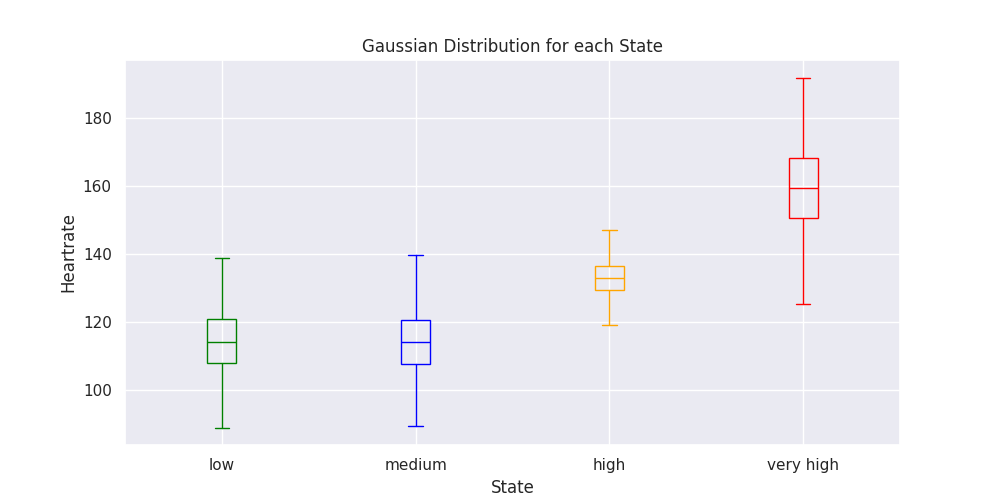 Gaussian Distribution for each State
Heartrate
180
160
140
120
100
low medium high very high
State